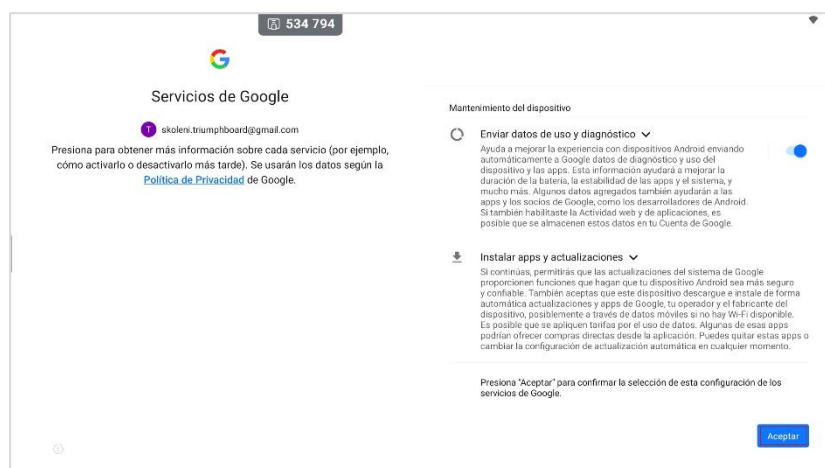 534 794
Servicios de Google
T skoleni.triumphboard@gmail.com
Presiona para obtener más información sobre cada servicio (por ejemplo,
cómo activarlo o desactivarlo más tarde). Se usarán los datos según la
Política de Privacidad de Google.
Mantenimiento del dispositivo
Enviar datos de uso y diagnóstico
Ayuda a mejorar la experiencia con dispositivos Android enviando
automáticamente a Google datos de diagnóstico y uso del
dispositivo y las apps. Esta información ayudará a mejorar la
duración de la batería, la estabilidad de las apps y el sistema, y
mucho más. Algunos datos agregados también ayudarán a las
apps y los socios de Google, como los desarrolladores de Android.
Si también habilitaste la Actividad web y de aplicaciones, es
posible que se almacenen estos datos en tu Cuenta de Google.
Instalar apps y actualizaciones
Si continúas, permitirás que las actualizaciones del sistema de Google
proporcionen funciones que hagan que tu dispositivo Android sea más seguro
y confiable. También aceptas que este dispositivo descargue e instale de forma
automática actualizaciones y apps de Google, tu operador y el fabricante del
dispositivo, posiblemente a través de datos móviles si no hay Wi-Fi disponible.
Es posible que se apliquen tarifas por el uso de datos. Algunas de esas apps
podrían ofrecer compras directas desde la aplicación. Puedes quitar estas apps o
cambiar la configuración de actualización automática en cualquier momento.
Presiona "Aceptar" para confirmar la selección de esta configuración de los
servicios de Google.
Aceptar